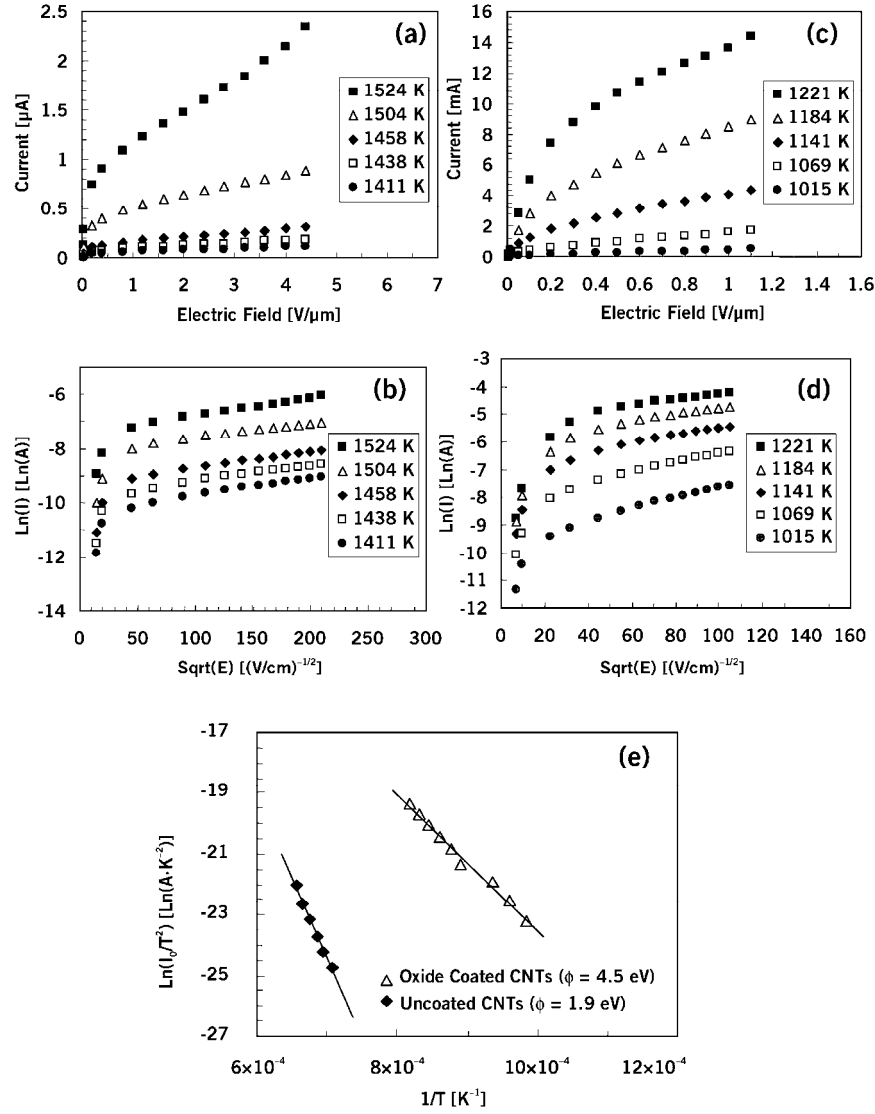 (a)
2.5
2
1.5
1
0.5
0
0 1 2 3 4 5 6 7
Current [µA]
Electric Field [V/µm]
1524 K
1504 K
1458 K
1438 K
1411 K
(c)
16
14
12
10
8
6
4
2
0
0 0.2 0.4 0.6 0.8 1 1.2 1.4 1.6
Current [mA]
Electric Field [V/µm]
1221 K
1184 K
1141 K
1069 K
1015 K
(b)
-6
-8
-10
-12
-14
0 50 100 150 200 250 300
Ln(I) [Ln(A)]
Sqrt(E) [(V/cm)⁻¹/²]
1524 K
1504 K
1458 K
1438 K
1411 K
(d)
-3
-4
-5
-6
-7
-8
-9
-10
-11
-12
0 20 40 60 80 100 120 140 160
Ln(I) [Ln(A)]
Sqrt(E) [(V/cm)⁻¹/²]
1221 K
1184 K
1141 K
1069 K
1015 K
(e)
-17
-19
-21
-23
-25
-27
6×10⁻⁴ 8×10⁻⁴ 10×10⁻⁴ 12×10⁻⁴
Ln(I₀/T²) [Ln(A·K⁻²)]
1/T [K⁻¹]
Oxide Coated CNTs (ϕ = 4.5 eV)
Uncoated CNTs (ϕ = 1.9 eV)